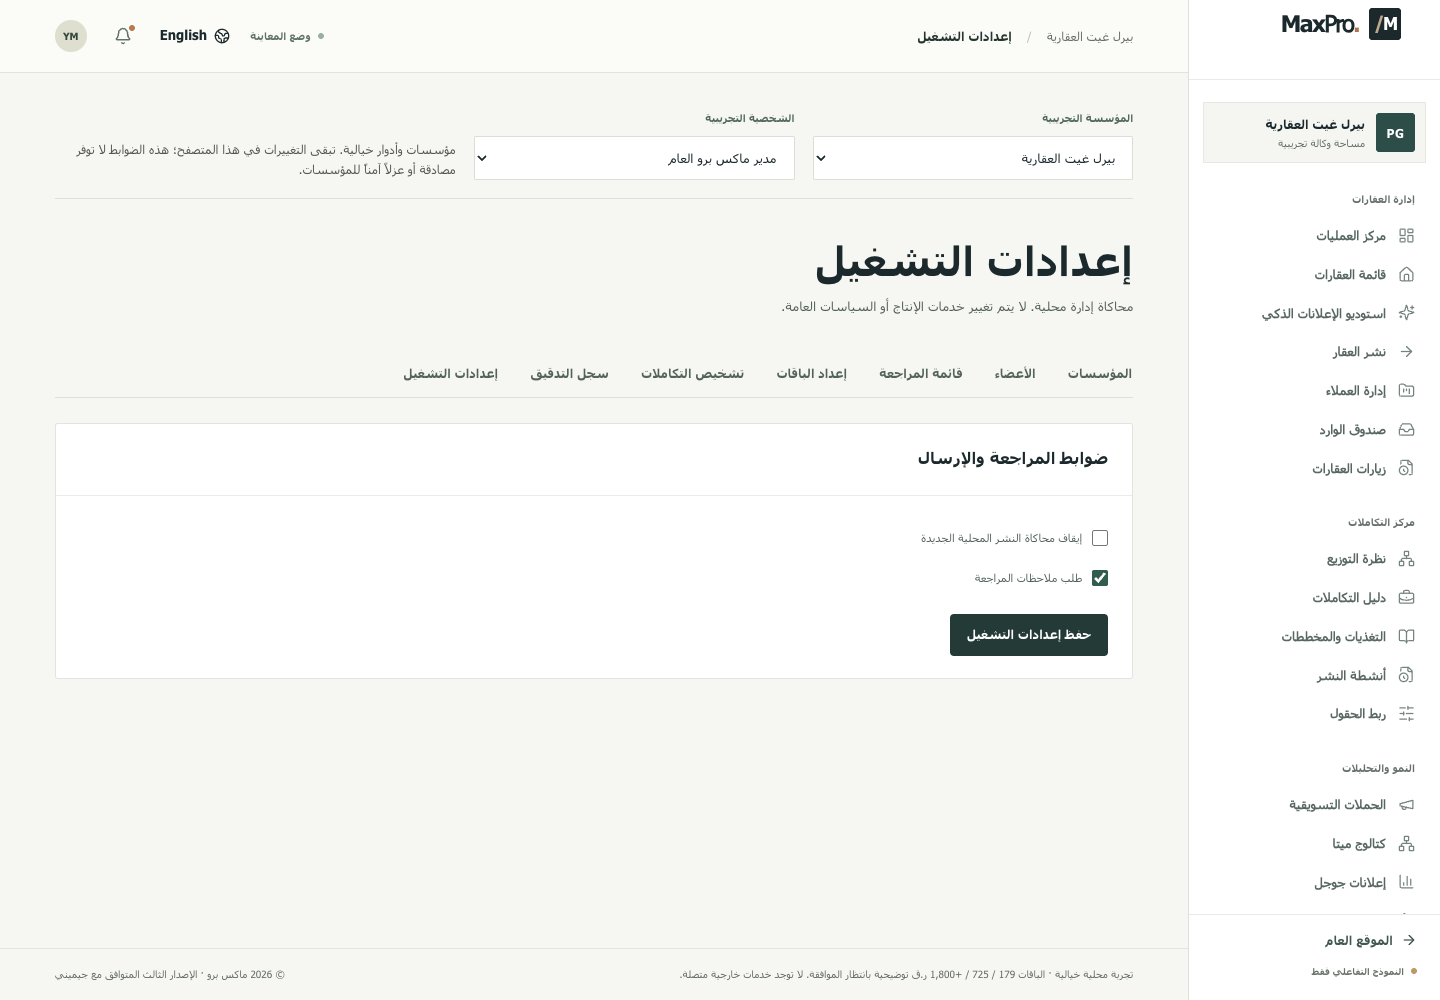 MaxPro.
/M
بيرل غيت العقارية / إعدادات التشغيل
وضع المعاينة
English
YM
PG
بيرل غيت العقارية
مساحة وكالة تجريبية
إدارة العقارات
مركز العمليات
قائمة العقارات
استوديو الإعلانات الذكي
نشر العقار
إدارة العملاء
صندوق الوارد
زيارات العقارات
مركز التكاملات
نظرة التوزيع
دليل التكاملات
التغذيات والمخططات
أنشطة النشر
ربط الحقول
النمو والتحليلات
الحملات التسويقية
كتالوج ميتا
إعلانات جوجل
الموقع العام
النموذج التفاعلي فقط
المؤسسة التجريبية
بيرل غيت العقارية
الشخصية التجريبية
مدير ماكس برو العام
مؤسسات وأدوار خيالية. تبقى التغييرات في هذا المتصفح؛ هذه الضوابط لا توفر
مصادقة أو عزلاً آمناً للمؤسسات.
إعدادات التشغيل
محاكاة إدارة محلية. لا يتم تغيير خدمات الإنتاج أو السياسات العامة.
المؤسسات
الأعضاء
قائمة المراجعة
إعداد الباقات
تشخيص التكاملات
سجل التدقيق
إعدادات التشغيل
ضوابط المراجعة والإرسال
إيقاف محاكاة النشر المحلية الجديدة
طلب ملاحظات المراجعة
حفظ إعدادات التشغيل
تجربة محلية خيالية · الباقات 179 / 725 / 1,800+ ر.ق توضيحية بانتظار الموافقة. لا توجد خدمات خارجية متصلة.
© 2026 ماكس برو · الإصدار الثالث المتوافق مع جيميني